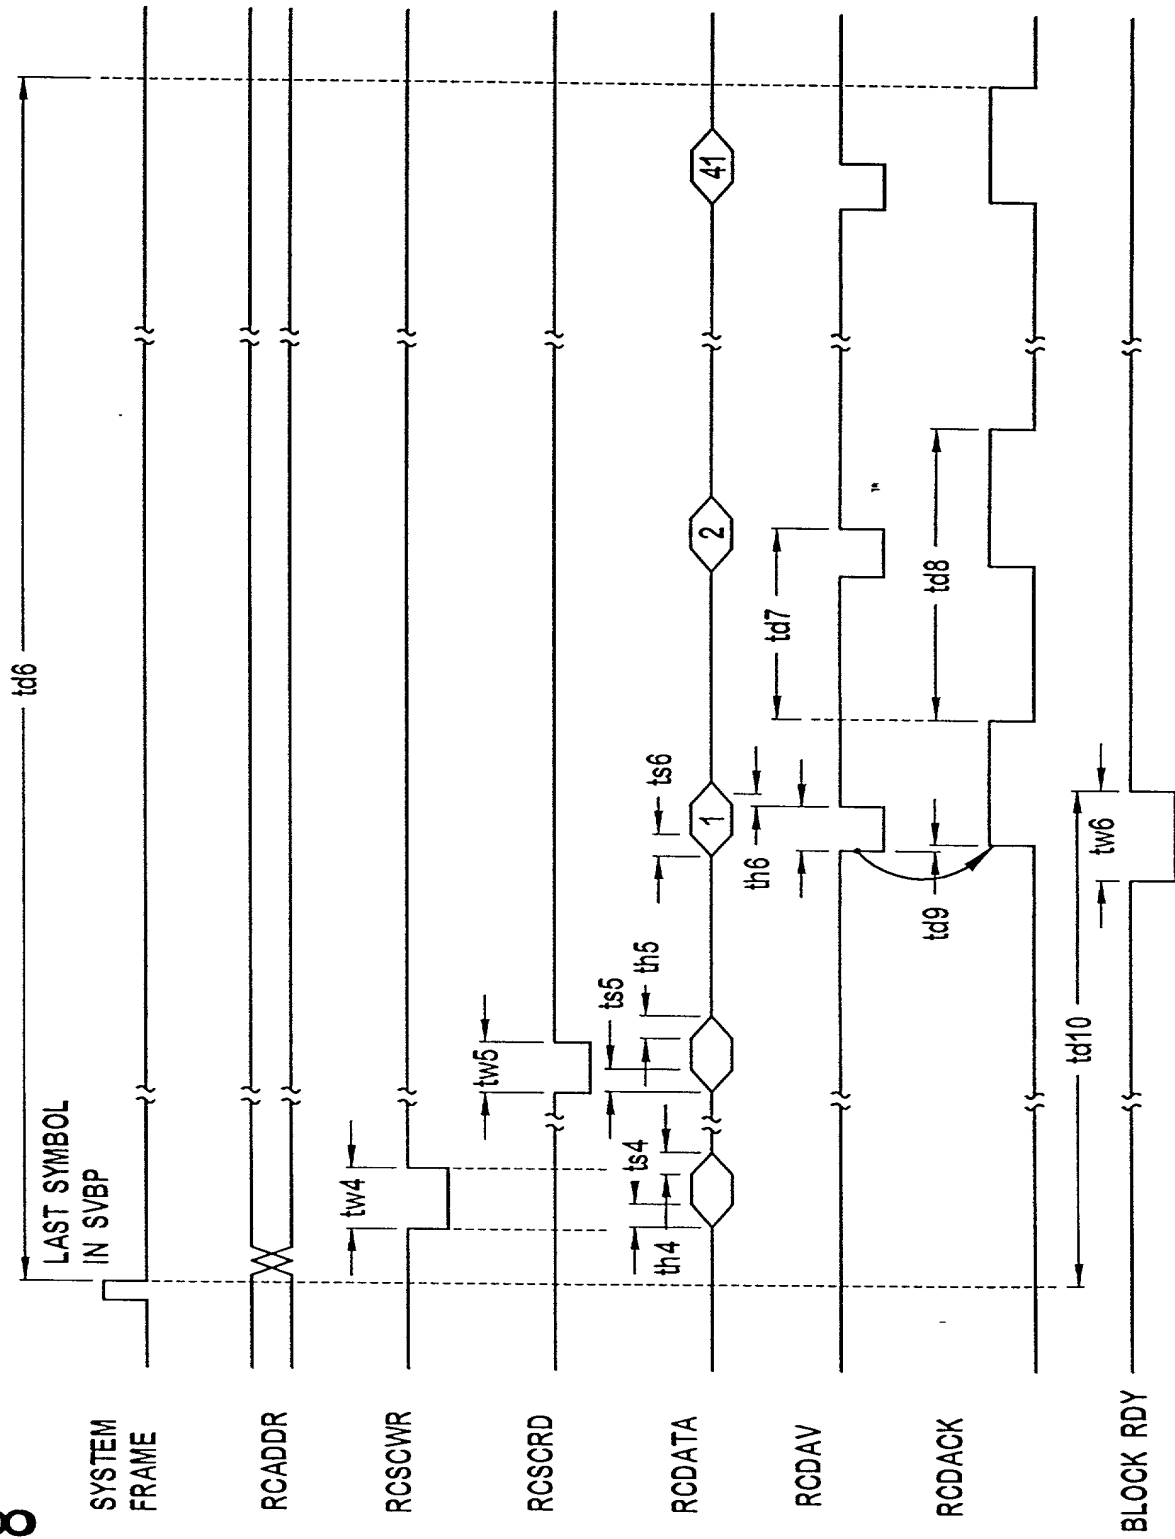 8
td6
LAST SYMBOL
IN SVBP
SYSTEM
FRAME
RCADDR
tw4
RCSCWR
tw5
RCSCRD
th4
ts4
ts5
th5
ts6
1
2
41
RCDATA
th6
td7
RCDAV
td9
td8
RCDACK
td10
tw6
BLOCK RDY